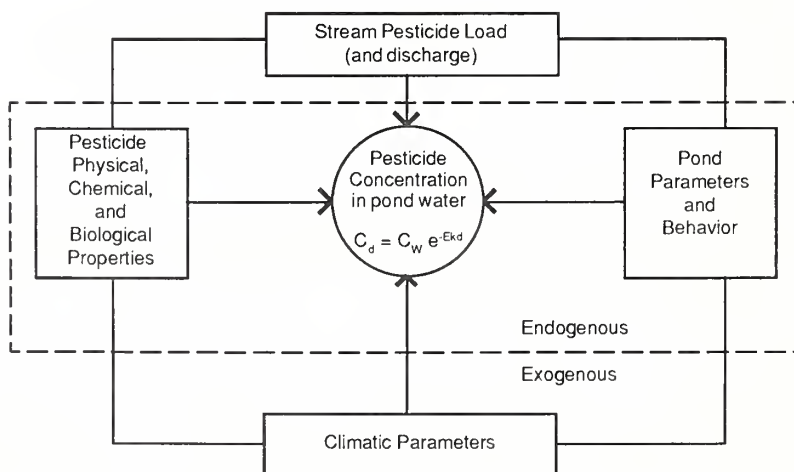 Stream Pesticide Load
(and discharge)
Pesticide
Physical,
Chemical,
and
Biological
Properties
Pesticide
Concentration
in pond water
C_d = C_w e^-Ekd
Pond
Parameters
and
Behavior
Endogenous
Exogenous
Climatic Parameters